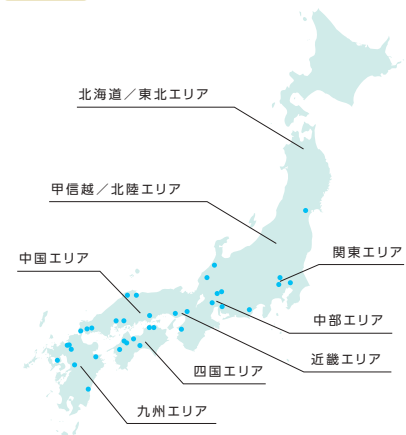 北海道／東北エリア
甲信越／北陸エリア
関東エリア
中国エリア
中部エリア
近畿エリア
四国エリア
九州エリア